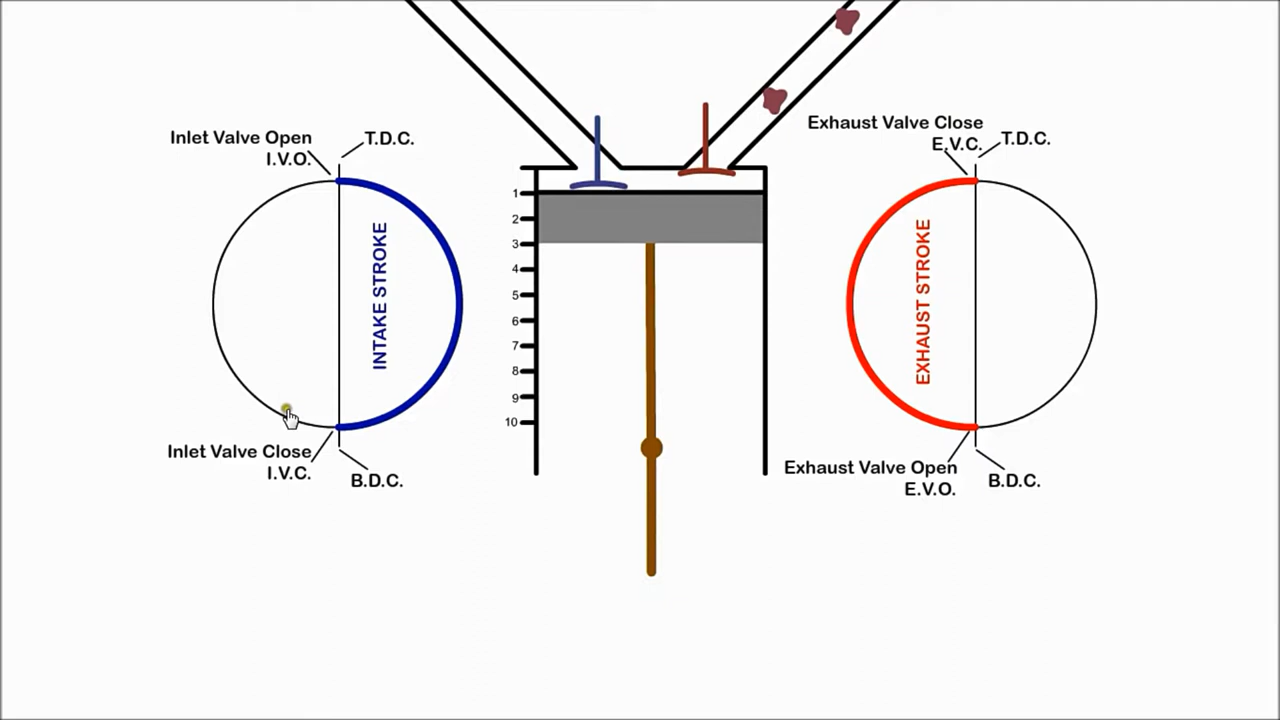 Inlet Valve Open
I.V.O.
T.D.C.
INTAKE STROKE
Inlet Valve Close
I.V.C.
B.D.C.
1
2
3
4
5
6
7
8
9
10
Exhaust Valve Close
E.V.C.
T.D.C.
EXHAUST STROKE
Exhaust Valve Open
E.V.O.
B.D.C.